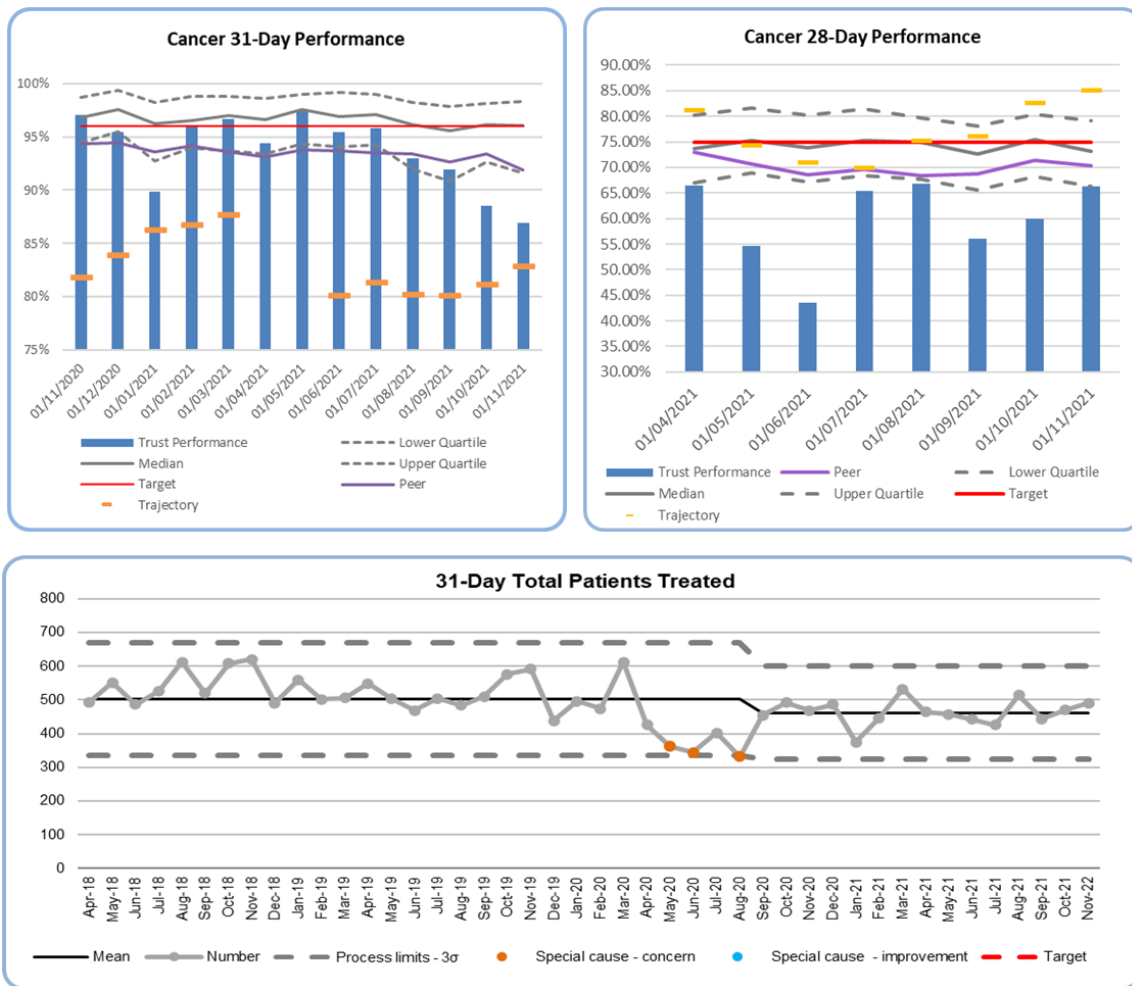 Cancer 31-Day Performance
100%
95%
90%
85%
80%
75%
01/11/2020 01/12/2020 01/01/2021 01/02/2021 01/03/2021 01/04/2021 01/05/2021 01/06/2021 01/07/2021 01/08/2021 01/09/2021 01/10/2021 01/11/2021
Trust Performance Lower Quartile
Median Upper Quartile
Target Peer
Trajectory
Cancer 28-Day Performance
90.00%
85.00%
80.00%
75.00%
70.00%
65.00%
60.00%
55.00%
50.00%
45.00%
40.00%
35.00%
30.00%
01/04/2021 01/05/2021 01/06/2021 01/07/2021 01/08/2021 01/09/2021 01/10/2021 01/11/2021
Trust Performance Peer Lower Quartile
Median Upper Quartile Target
Trajectory
31-Day Total Patients Treated
800
700
600
500
400
300
200
100
0
Apr-18 May-18 Jun-18 Jul-18 Aug-18 Sep-18 Oct-18 Nov-18 Dec-18 Jan-19 Feb-19 Mar-19 Apr-19 May-19 Jun-19 Jul-19 Aug-19 Sep-19 Oct-19 Nov-19 Dec-19 Jan-20 Feb-20 Mar-20 Apr-20 May-20 Jun-20 Jul-20 Aug-20 Sep-20 Oct-20 Nov-20 Dec-20 Jan-21 Feb-21 Mar-21 Apr-21 May-21 Jun-21 Jul-21 Aug-21 Sep-21 Oct-21 Nov-22
Mean Number Process limits - 3σ Special cause - concern Special cause - improvement Target